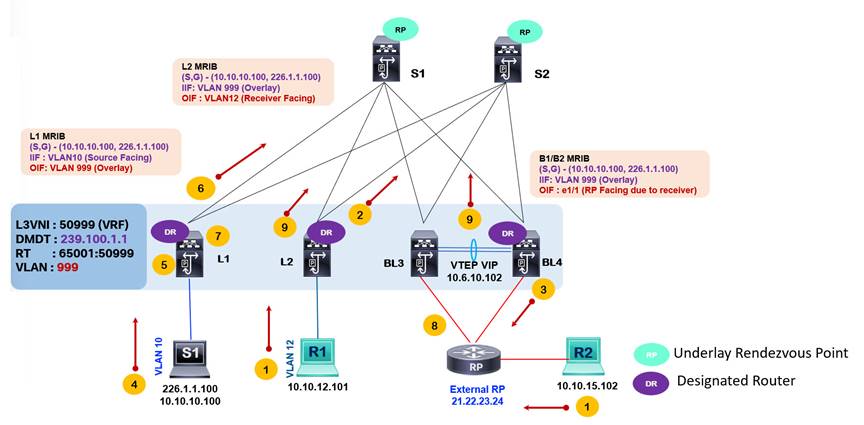 RP
RP
S1
S2
L2 MRIB
(S,G) - (10.10.10.100, 226.1.1.100)
IIF: VLAN 999 (Overlay)
OIF : VLAN12 (Receiver Facing)
L1 MRIB
(S,G) - (10.10.10.100, 226.1.1.100)
IIF : VLAN10 (Source Facing)
OIF: VLAN 999 (Overlay)
B1/B2 MRIB
(S,G) - (10.10.10.100, 226.1.1.100)
IIF: VLAN 999 (Overlay)
OIF : e1/1 (RP Facing due to receiver)
6
2
9
9
L3VNI : 50999 (VRF)
DMDT : 239.100.1.1
RT : 65001:50999
VLAN : 999
DR
7
5
L1
DR
L2
BL3
VTEP VIP
10.6.10.102
DR
BL4
3
8
4
VLAN 10
S1
226.1.1.100
10.10.10.100
1
VLAN 12
R1
10.10.12.101
RP
External RP
21.22.23.24
R2
10.10.15.102
1
RP Underlay Rendezvous Point
DR Designated Router